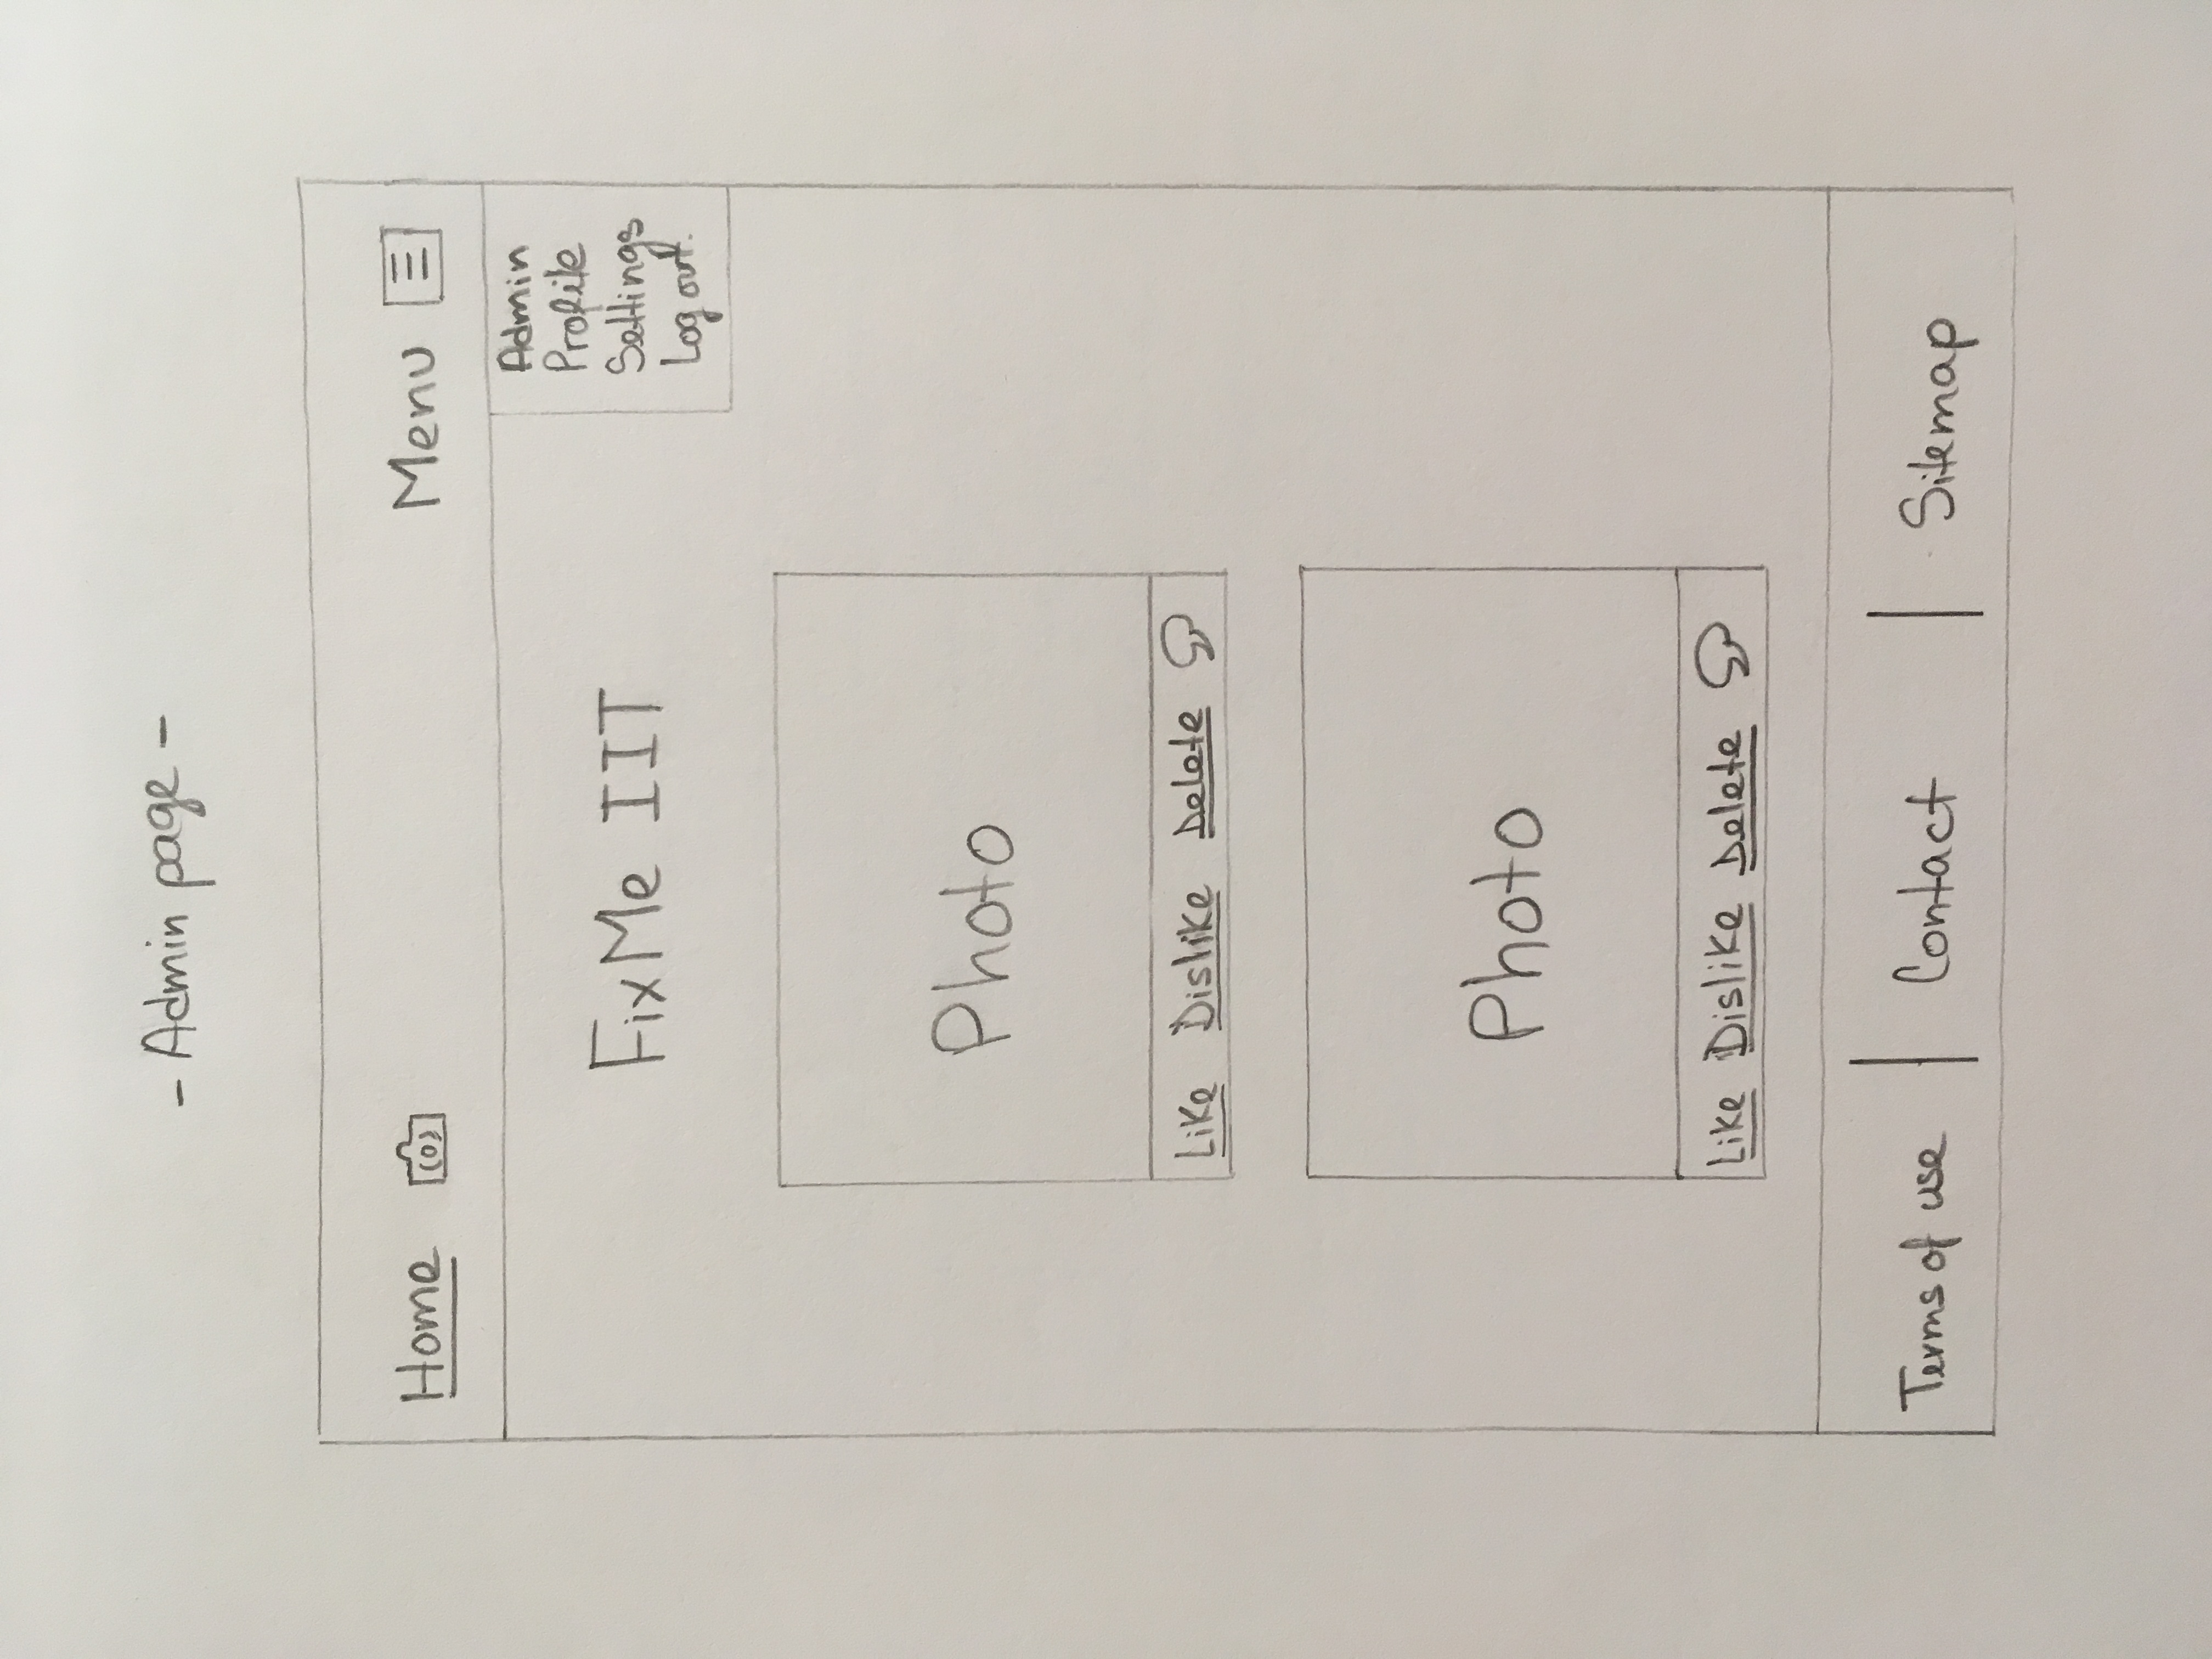 - Admin page -
Home Menu
Admin
Profile
Settings
Log out.
FixMe IIT
Photo
Like Dislike Delete
Photo
Like Dislike Delete
Terms of use | Contact | Sitemap